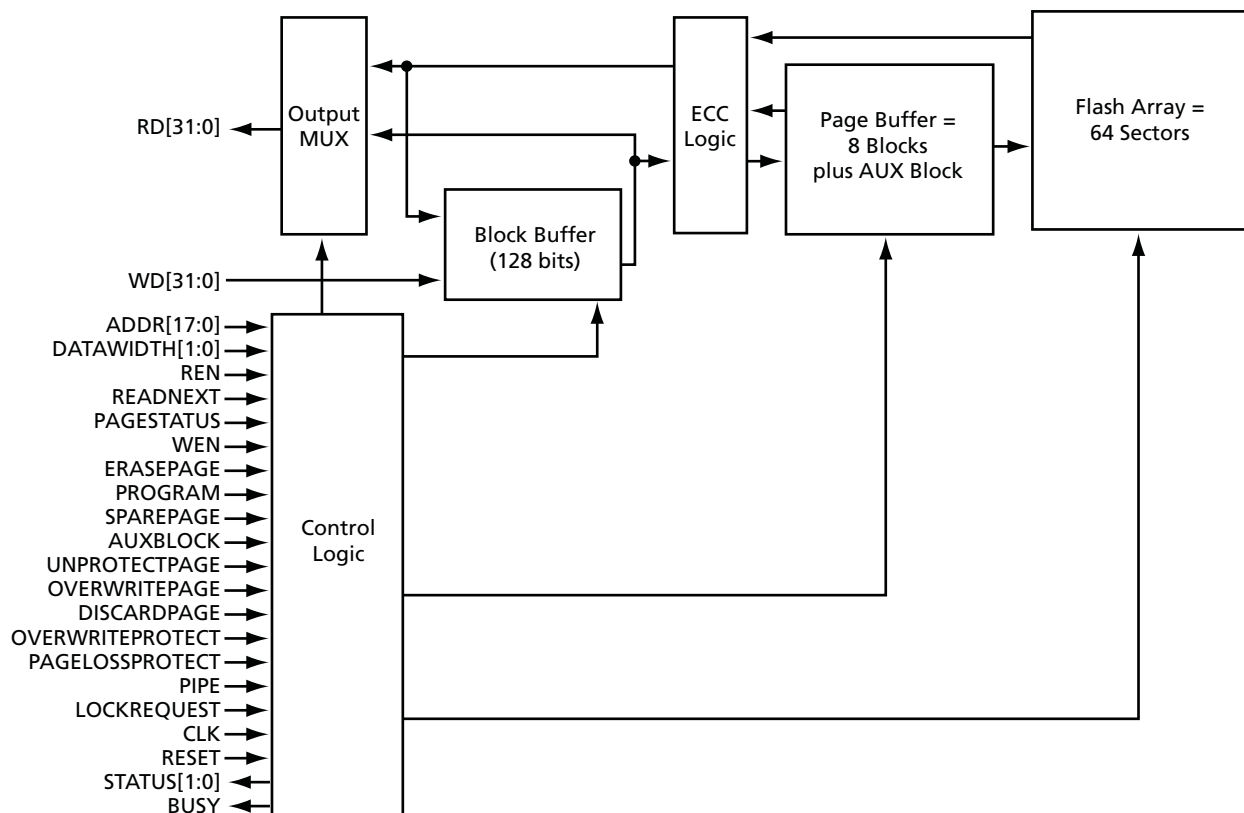 Output
MUX
ECC
Logic
Page Buffer =
8 Blocks
plus AUX Block
Flash Array =
64 Sectors
RD[31:0]
Block Buffer
(128 bits)
WD[31:0]
ADDR[17:0]
DATAWIDTH[1:0]
REN
READNEXT
PAGESTATUS
WEN
ERASEPAGE
PROGRAM
SPAREPAGE
AUXBLOCK
UNPROTECTPAGE
OVERWRITEPAGE
DISCARDPAGE
OVERWRITEPROTECT
PAGELOSSPROTECT
PIPE
LOCKREQUEST
CLK
RESET
STATUS[1:0]
BUSY
Control
Logic